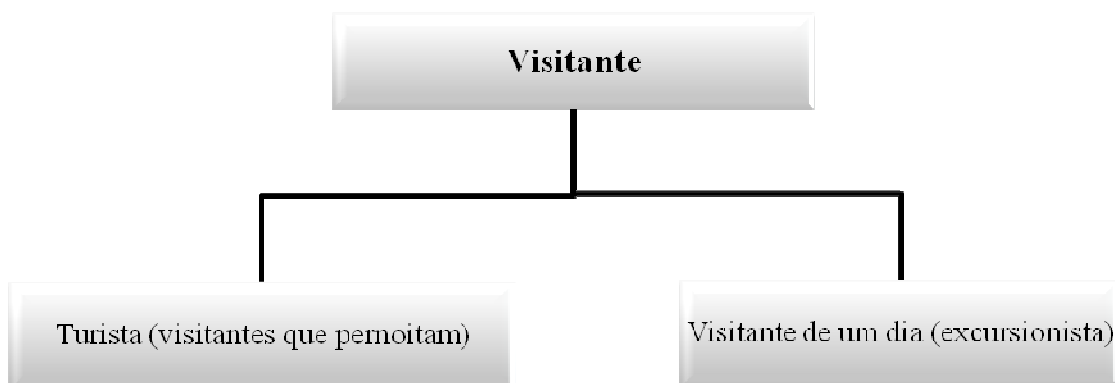 Visitante
Turista (visitantes que pernoitam)
Visitante de um dia (excursionista)